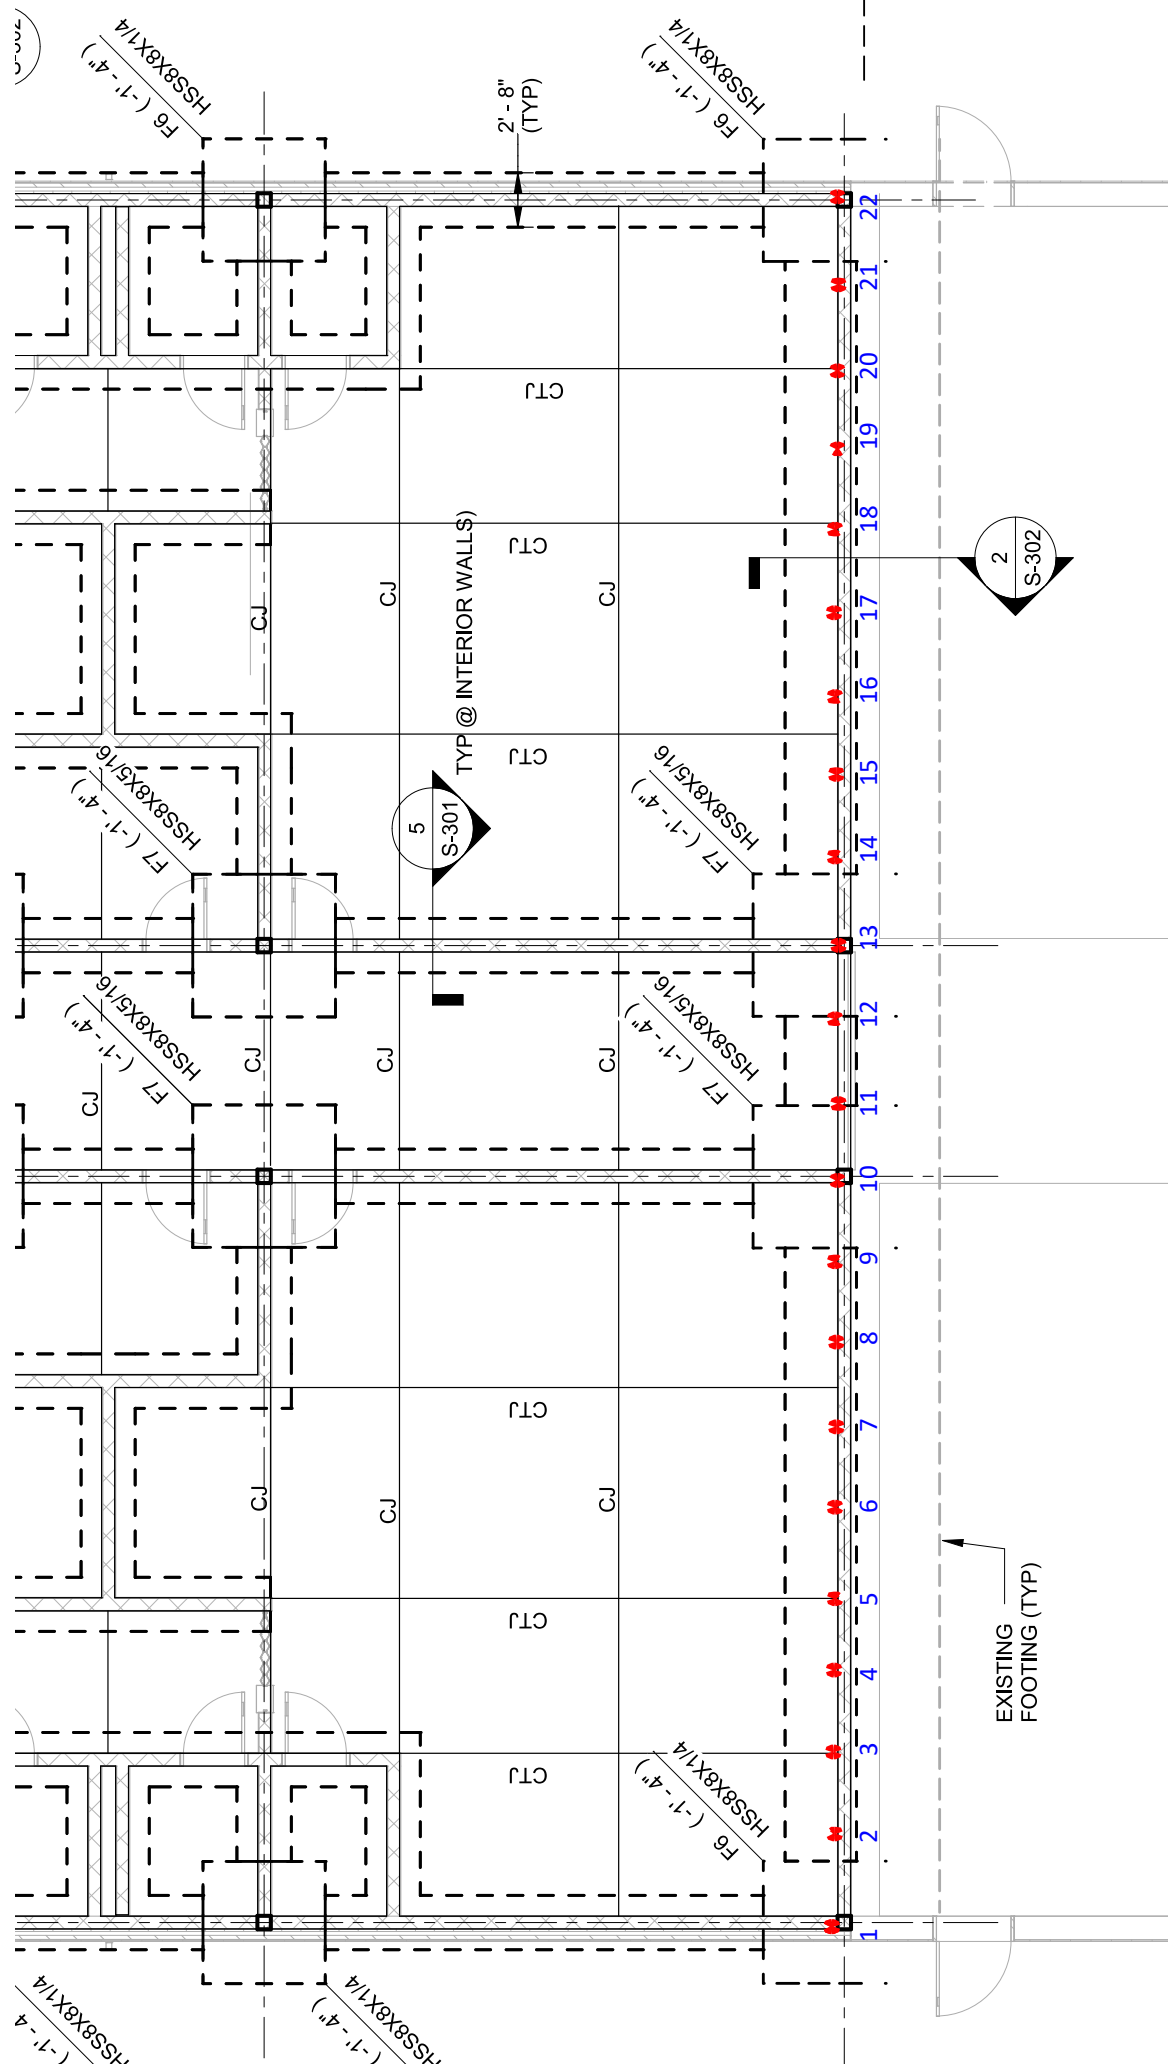 S-302
HSS8X8X1/4
F6 ( -1' - 4" )
HSS8X8X1/4
F6 ( -1' - 4" )
2' - 8"
(TYP)
22
21
CTJ
20
19
18
CTJ
TYP @ INTERIOR WALLS)
2
S-302
CJ
CJ
CJ
17
16
CTJ
15
HSS8X8X5/16
F7 ( -1' - 4" )
5
S-301
HSS8X8X5/16
F7 ( -1' - 4" )
14
13
HSS8X8X5/16
F7 ( -1' - 4" )
HSS8X8X5/16
F7 ( -1' - 4" )
12
CJ
CJ
CJ
CJ
11
10
9
8
CTJ
7
CJ
CJ
CJ
6
5
CTJ
EXISTING
FOOTING (TYP)
4
3
CTJ
HSS8X8X1/4
F6 ( -1' - 4" )
2
1
HSS8X8X1/4
( -1' - 4
HSS8X8X1/4
( -1' - 4" )